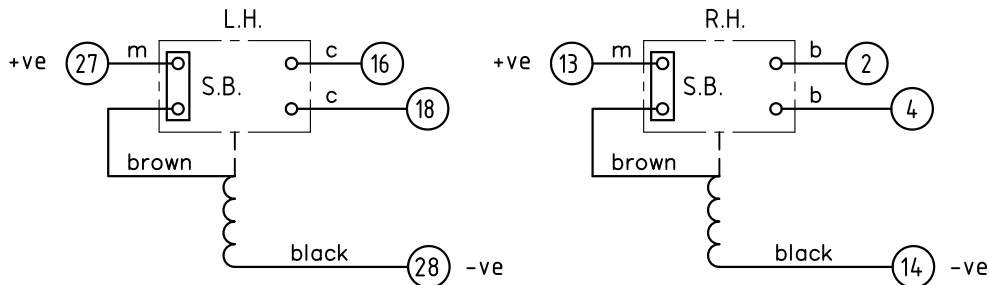 L.H. R.H.
+ve 27 m c 16 +ve 13 m b 2
S.B. S.B.
c 18 b 4
brown brown
black black
28 -ve 14 -ve